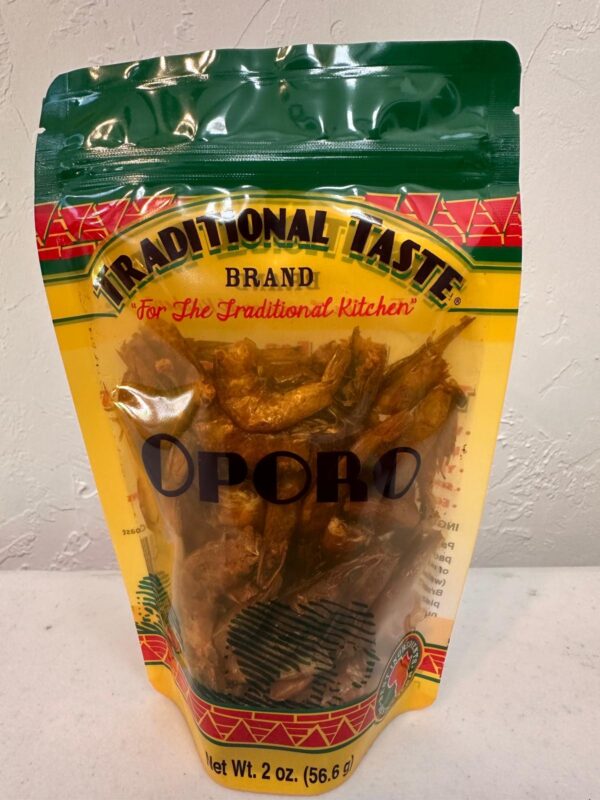 TRADITIONAL TASTE®
BRAND
"For The Traditional Kitchen"
OPORO
Net Wt. 2 oz. (56.6 g)